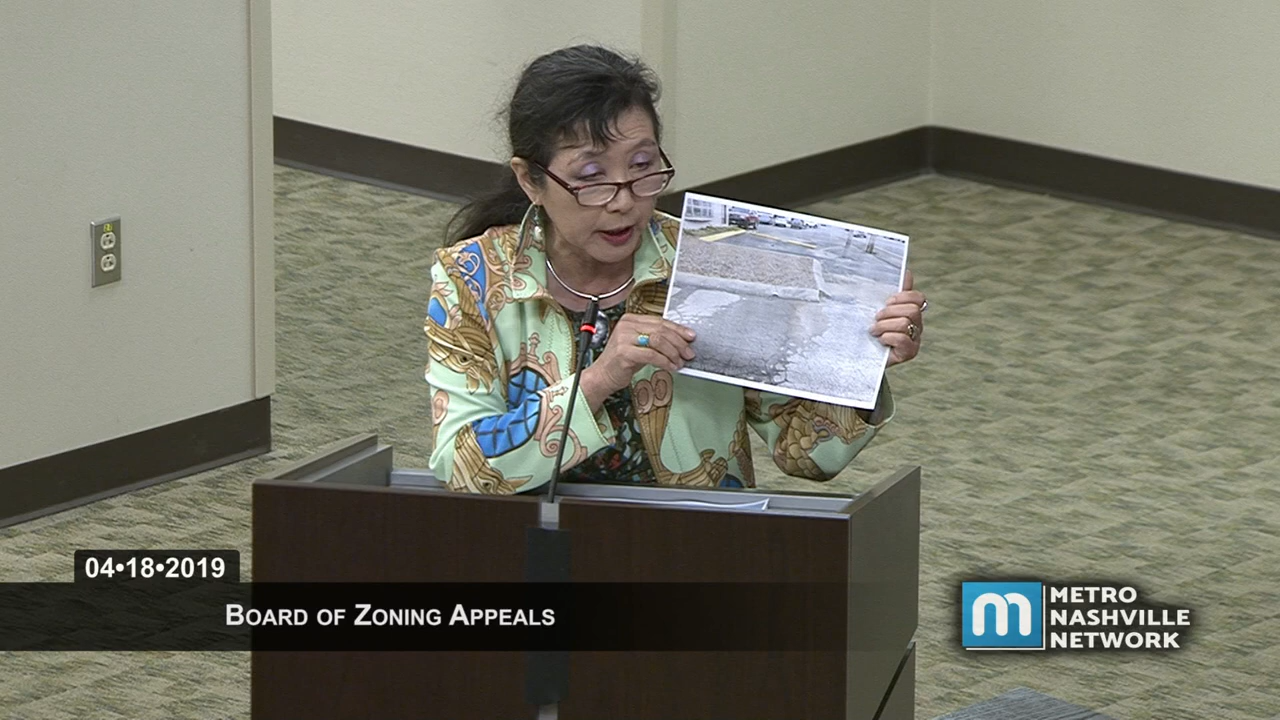 04•18•2019
Board of Zoning Appeals
m METRO
NASHVILLE
NETWORK